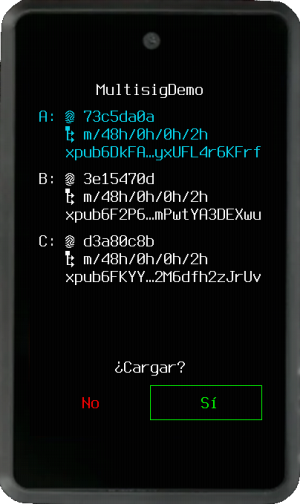 MultisigDemo
A: 73c5da0a
m/48h/0h/0h/2h
xpub6DkFA…yxUFL4r6KFrf
B: 3e15470d
m/48h/0h/0h/2h
xpub6F2P6…mPwtYA3DEXwu
C: d3a80c8b
m/48h/0h/0h/2h
xpub6FKYY…2M6dfh2zJrUv
¿Cargar?
No Sí